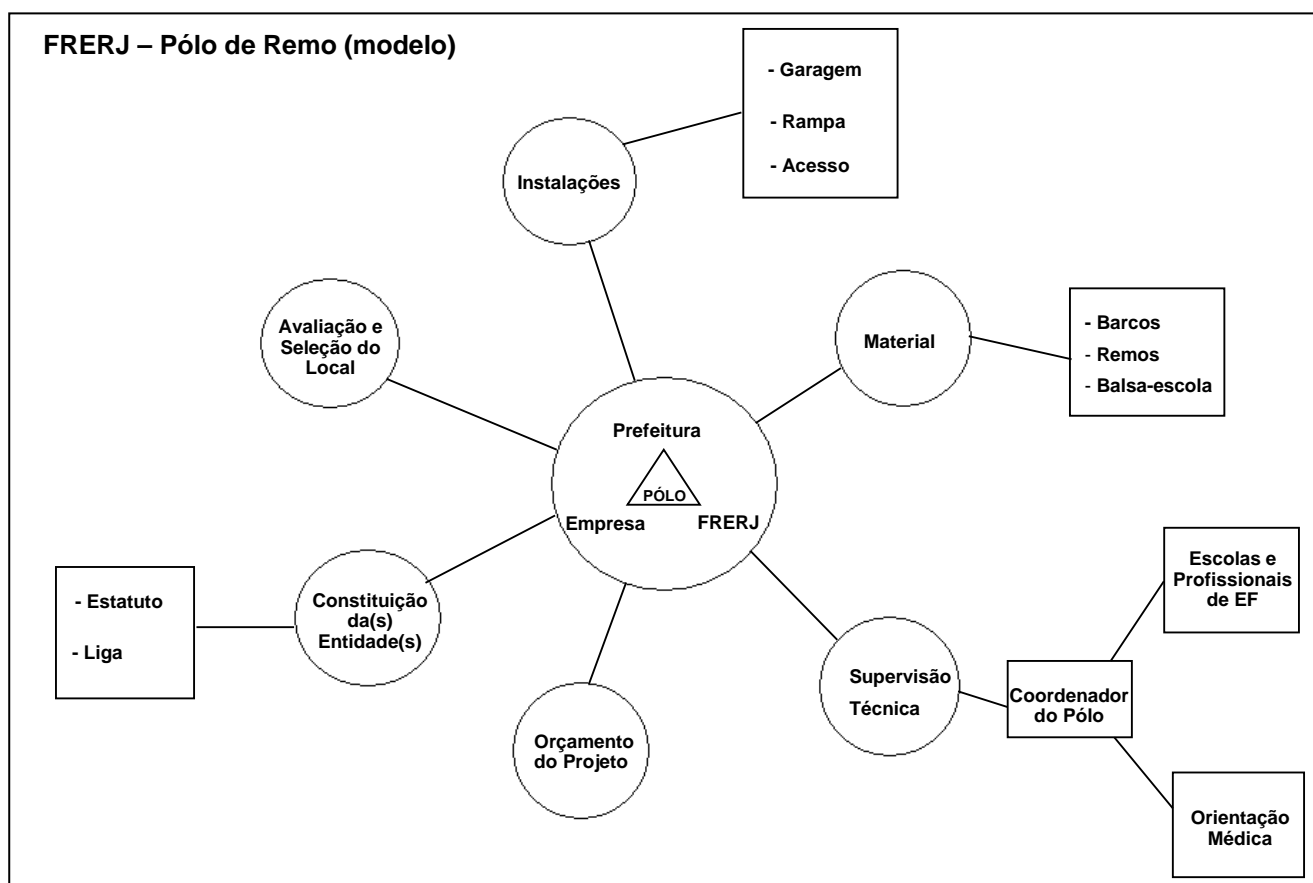 FRERJ – Pólo de Remo (modelo)
- Garagem
- Rampa
- Acesso
Instalações
Avaliação e
Seleção do
Local
Material
- Barcos
- Remos
- Balsa-escola
Prefeitura
PÓLO
Empresa FRERJ
- Estatuto
- Liga
Constituição
da(s)
Entidade(s)
Orçamento
do Projeto
Supervisão
Técnica
Coordenador
do Pólo
Escolas e
Profissionais
de EF
Orientação
Médica